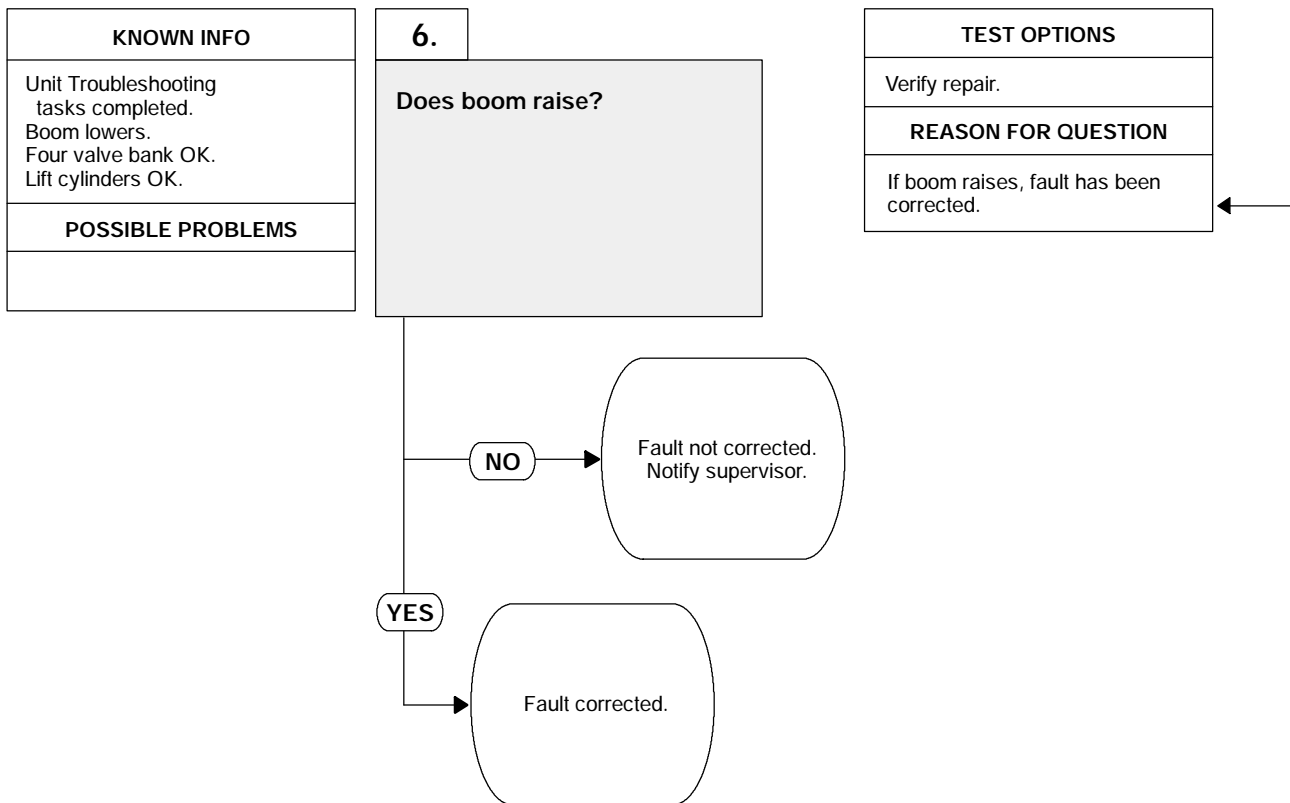 KNOWN INFO
Unit Troubleshooting
tasks completed.
Boom lowers.
Four valve bank OK.
Lift cylinders OK.
POSSIBLE PROBLEMS
6.
Does boom raise?
TEST OPTIONS
Verify repair.
REASON FOR QUESTION
If boom raises, fault has been
corrected.
NO
Fault not corrected.
Notify supervisor.
YES
Fault corrected.